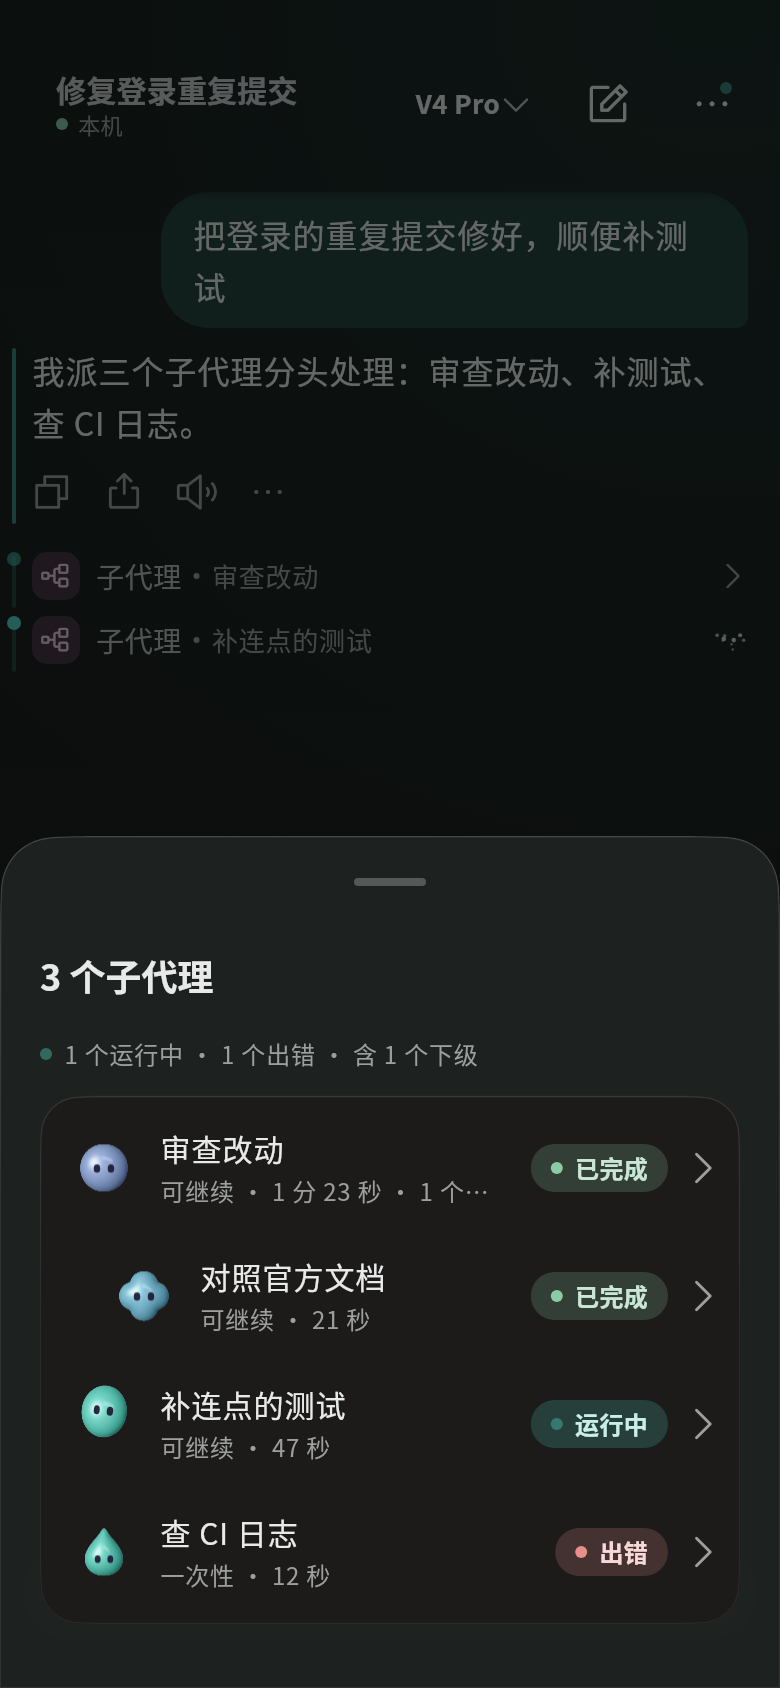 修复登录重复提交
本机
V4 Pro
把登录的重复提交修好，顺便补测
试
我派三个子代理分头处理：审查改动、补测试、
查 CI 日志。
子代理 · 审查改动
子代理 · 补连点的测试
3 个子代理
1 个运行中 · 1 个出错 · 含 1 个下级
审查改动
可继续 · 1 分 23 秒 · 1 个…
已完成
对照官方文档
可继续 · 21 秒
已完成
补连点的测试
可继续 · 47 秒
运行中
查 CI 日志
一次性 · 12 秒
出错